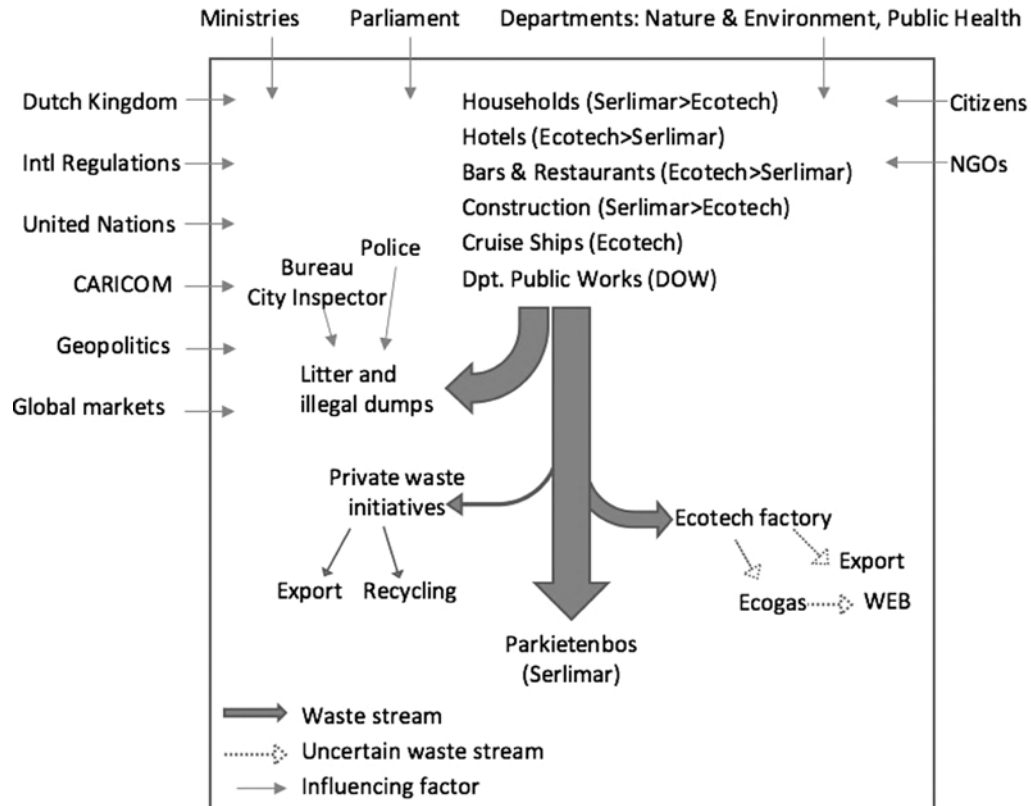 Ministries
Parliament
Departments: Nature & Environment, Public Health
Dutch Kingdom
Intl Regulations
United Nations
CARICOM
Geopolitics
Global markets
Citizens
NGOs
Households (Serlimar>Ecotech)
Hotels (Ecotech>Serlimar)
Bars & Restaurants (Ecotech>Serlimar)
Construction (Serlimar>Ecotech)
Cruise Ships (Ecotech)
Dpt. Public Works (DOW)
Police
Bureau
City Inspector
Litter and
illegal dumps
Private waste
initiatives
Export
Recycling
Ecotech factory
Export
Ecogas
WEB
Parkietenbos
(Serlimar)
Waste stream
Uncertain waste stream
Influencing factor